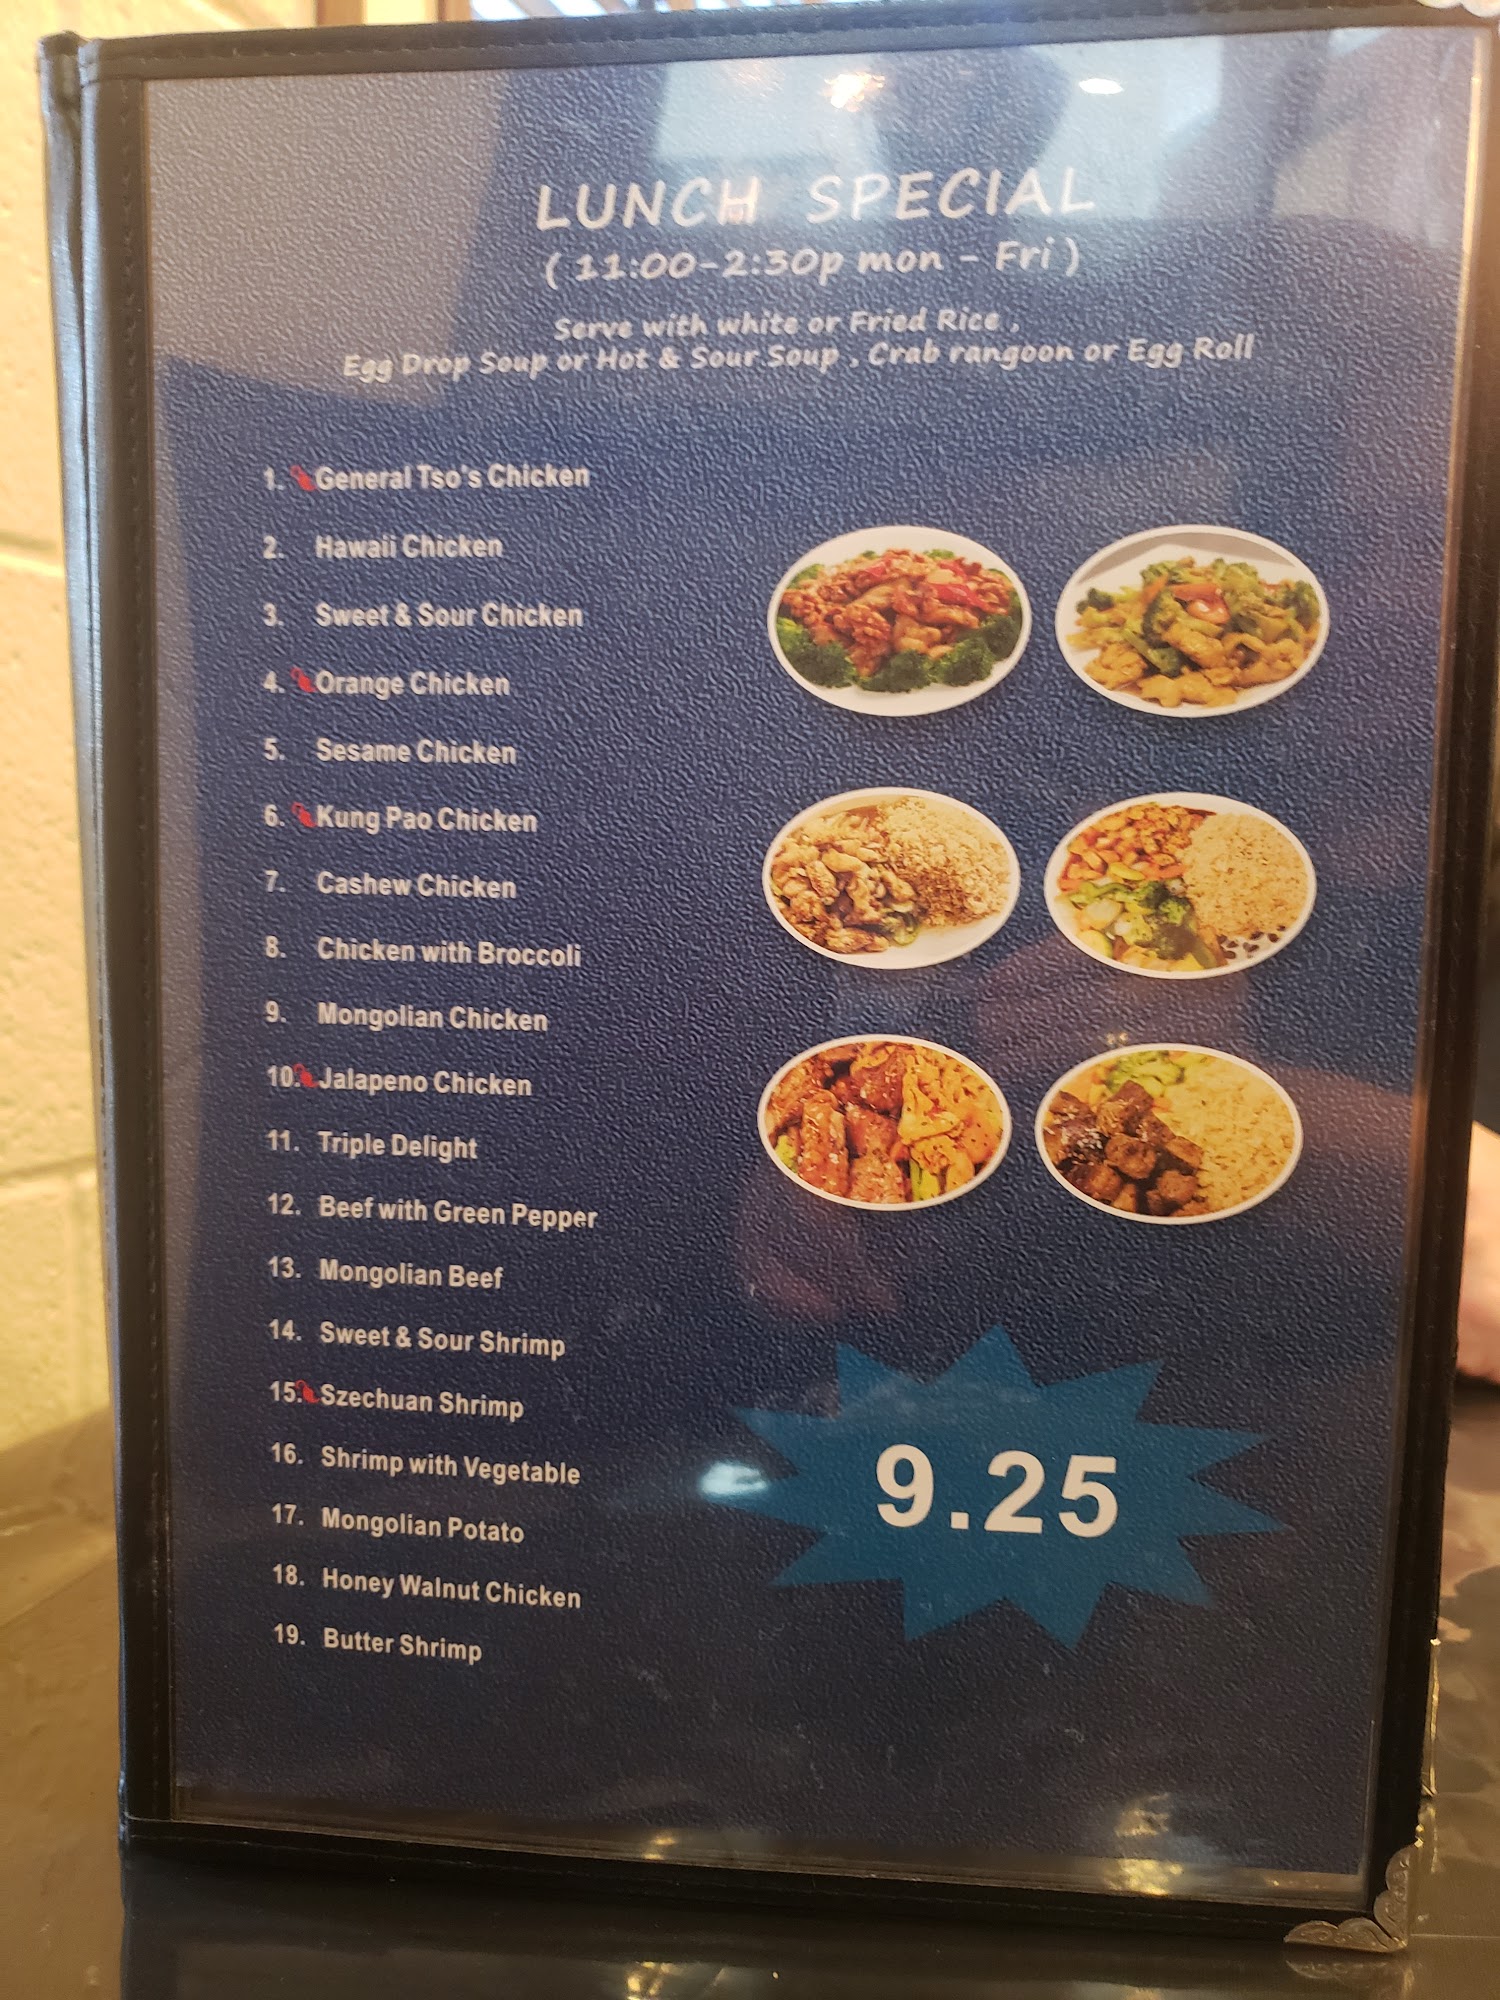 LUNCH SPECIAL
( 11:00-2:30p mon - Fri )
Serve with white or Fried Rice ,
Egg Drop Soup or Hot & Sour Soup , Crab rangoon or Egg Roll
1. General Tso's Chicken
2. Hawaii Chicken
3. Sweet & Sour Chicken
4. Orange Chicken
5. Sesame Chicken
6. Kung Pao Chicken
7. Cashew Chicken
8. Chicken with Broccoli
9. Mongolian Chicken
10. Jalapeno Chicken
11. Triple Delight
12. Beef with Green Pepper
13. Mongolian Beef
14. Sweet & Sour Shrimp
15. Szechuan Shrimp
16. Shrimp with Vegetable
17. Mongolian Potato
18. Honey Walnut Chicken
19. Butter Shrimp
9.25